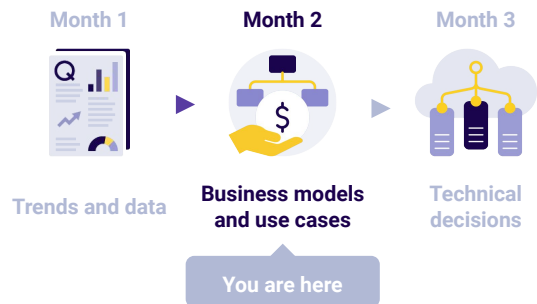 Month 1
Month 2
Month 3
Q
$
Trends and data
Business models
and use cases
Technical
decisions
You are here